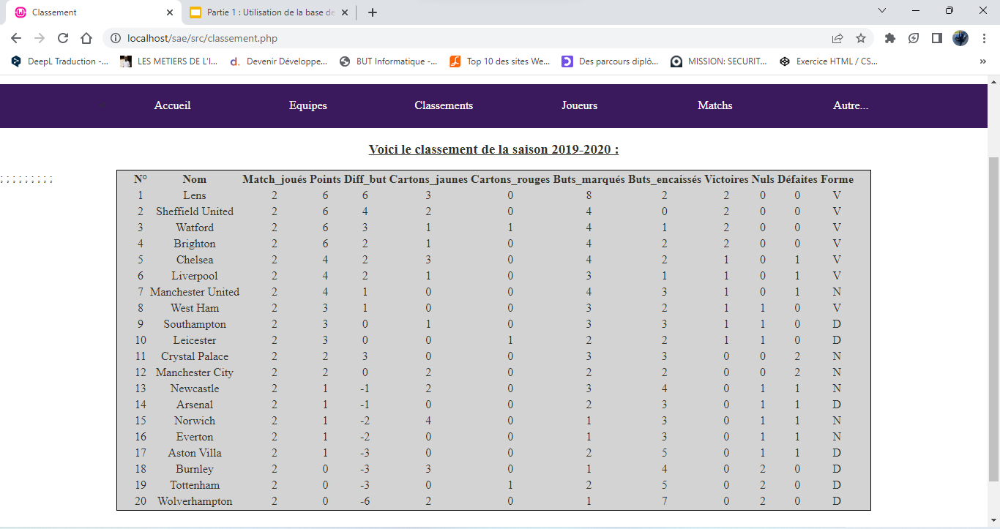 Classement
Partie 1 : Utilisation de la base de
localhost/sae/src/classement.php
DeepL Traduction -... LES METIERS DE L'I... Devenir Développe... BUT Informatique -... Top 10 des sites We... Des parcours diplô... MISSION: SECURIT... Exercice HTML / CS... »
Accueil Equipes Classements Joueurs Matchs Autre...
Voici le classement de la saison 2019-2020 :
; ; ; ; ; ; ; ; ;
N° Nom Match_joués Points Diff_but Cartons_jaunes Cartons_rouges Buts_marqués Buts_encaissés Victoires Nuls Défaites Forme
1 Lens 2 6 6 3 0 8 2 2 0 0 V
2 Sheffield United 2 6 4 2 0 4 0 2 0 0 V
3 Watford 2 6 3 1 1 4 1 2 0 0 V
4 Brighton 2 6 2 1 0 4 2 2 0 0 V
5 Chelsea 2 4 2 3 0 4 2 1 0 1 V
6 Liverpool 2 4 2 1 0 3 1 1 0 1 V
7 Manchester United 2 4 1 0 0 4 3 1 0 1 N
8 West Ham 2 3 1 0 0 3 2 1 1 0 V
9 Southampton 2 3 0 1 0 3 3 1 1 0 D
10 Leicester 2 3 0 0 1 2 2 1 1 0 D
11 Crystal Palace 2 2 3 0 0 3 3 0 0 2 N
12 Manchester City 2 2 0 2 0 2 2 0 0 2 N
13 Newcastle 2 1 -1 2 0 3 4 0 1 1 N
14 Arsenal 2 1 -1 0 0 2 3 0 1 1 D
15 Norwich 2 1 -2 4 0 1 3 0 1 1 N
16 Everton 2 1 -2 0 0 1 3 0 1 1 N
17 Aston Villa 2 1 -3 0 0 2 5 0 1 1 D
18 Burnley 2 0 -3 3 0 1 4 0 2 0 D
19 Tottenham 2 0 -3 0 1 2 5 0 2 0 D
20 Wolverhampton 2 0 -6 2 0 1 7 0 2 0 D